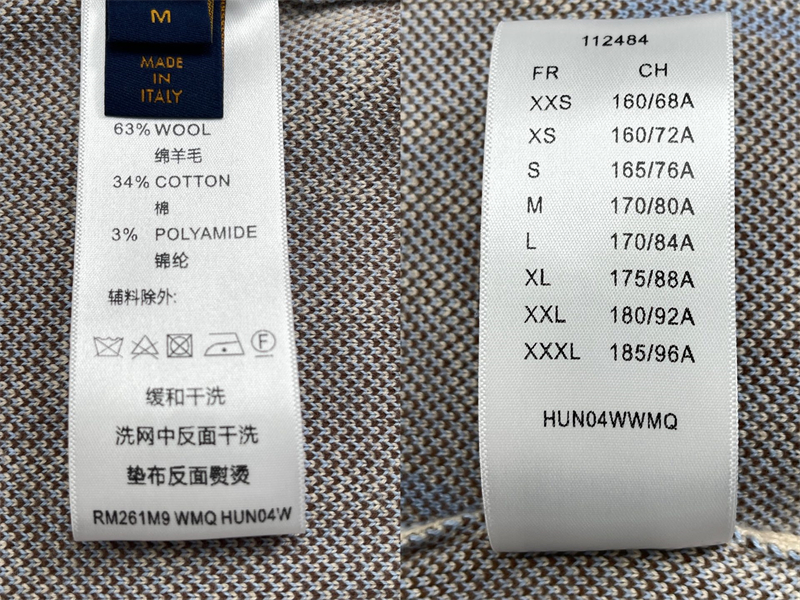 M
MADE
IN
ITALY
63% WOOL
绵羊毛
34% COTTON
棉
3% POLYAMIDE
锦纶
辅料除外:
F
缓和干洗
洗网中反面干洗
垫布反面熨烫
RM261M9 WMQ HUN04W
112484
FR CH
XXS 160/68A
XS 160/72A
S 165/76A
M 170/80A
L 170/84A
XL 175/88A
XXL 180/92A
XXXL 185/96A
HUN04WWMQ